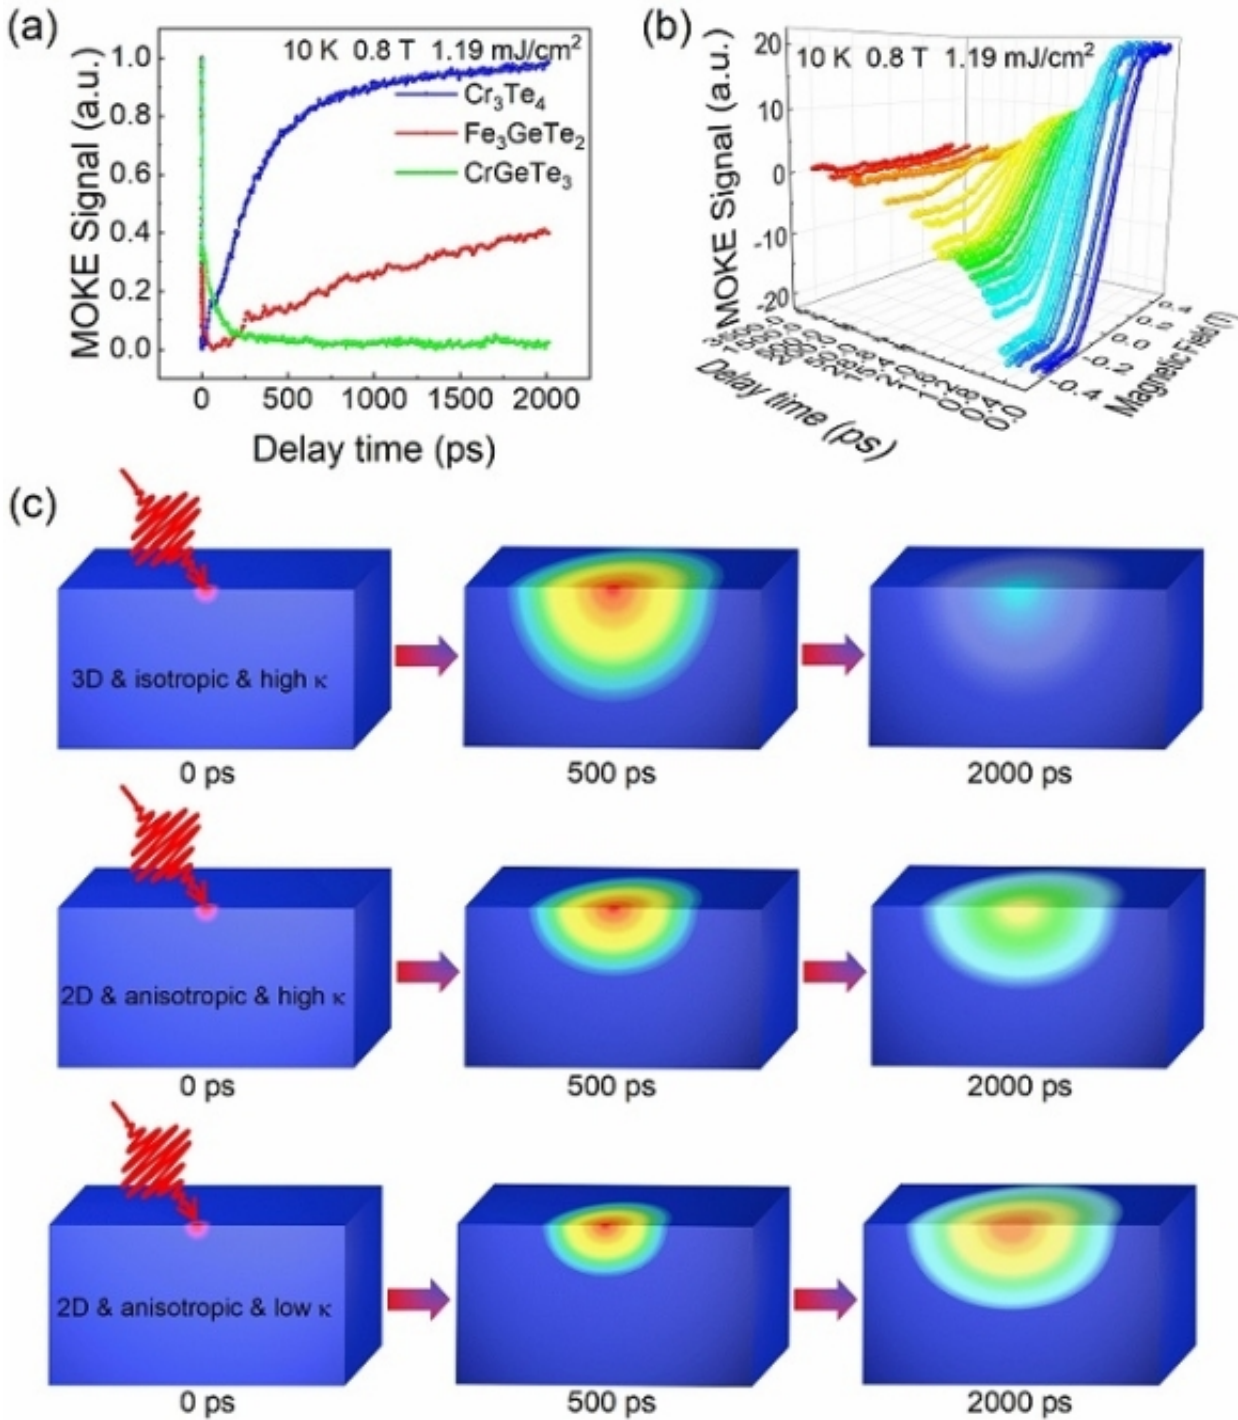 (a)
10 K 0.8 T 1.19 mJ/cm²
Cr₃Te₄
Fe₃GeTe₂
CrGeTe₃
MOKE Signal (a.u.)
1.0
0.8
0.6
0.4
0.2
0.0
0 500 1000 1500 2000
Delay time (ps)
(b)
10 K 0.8 T 1.19 mJ/cm²
MOKE Signal (a.u.)
20
10
0
-10
-20
Delay time (ps)
0.4
0.2
0.0
-0.2
-0.4
Magnetic Field (T)
(c)
3D & isotropic & high κ
0 ps 500 ps 2000 ps
2D & anisotropic & high κ
0 ps 500 ps 2000 ps
2D & anisotropic & low κ
0 ps 500 ps 2000 ps